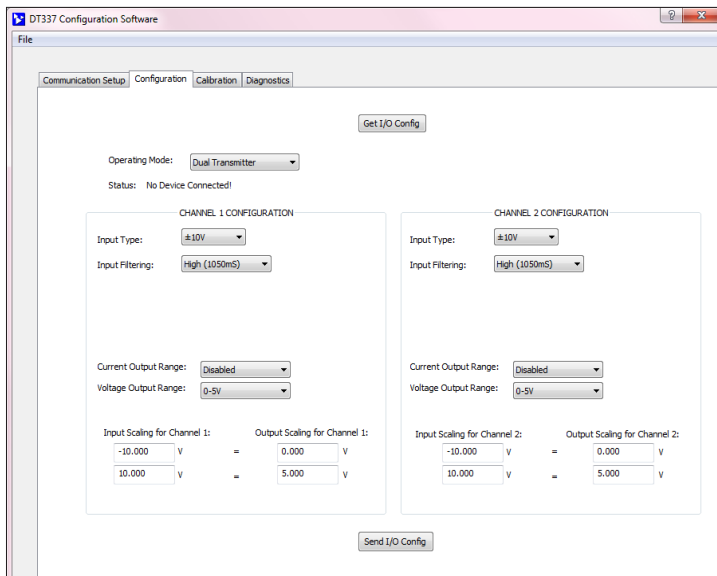 DT337 Configuration Software
File
Communication Setup Configuration Calibration Diagnostics
Get I/O Config
Operating Mode: Dual Transmitter
Status: No Device Connected!
CHANNEL 1 CONFIGURATION
Input Type: ±10V
Input Filtering: High (1050mS)
Current Output Range: Disabled
Voltage Output Range: 0-5V
Input Scaling for Channel 1: Output Scaling for Channel 1:
-10.000 V = 0.000 V
10.000 V = 5.000 V
CHANNEL 2 CONFIGURATION
Input Type: ±10V
Input Filtering: High (1050mS)
Current Output Range: Disabled
Voltage Output Range: 0-5V
Input Scaling for Channel 2: Output Scaling for Channel 2:
-10.000 V = 0.000 V
10.000 V = 5.000 V
Send I/O Config